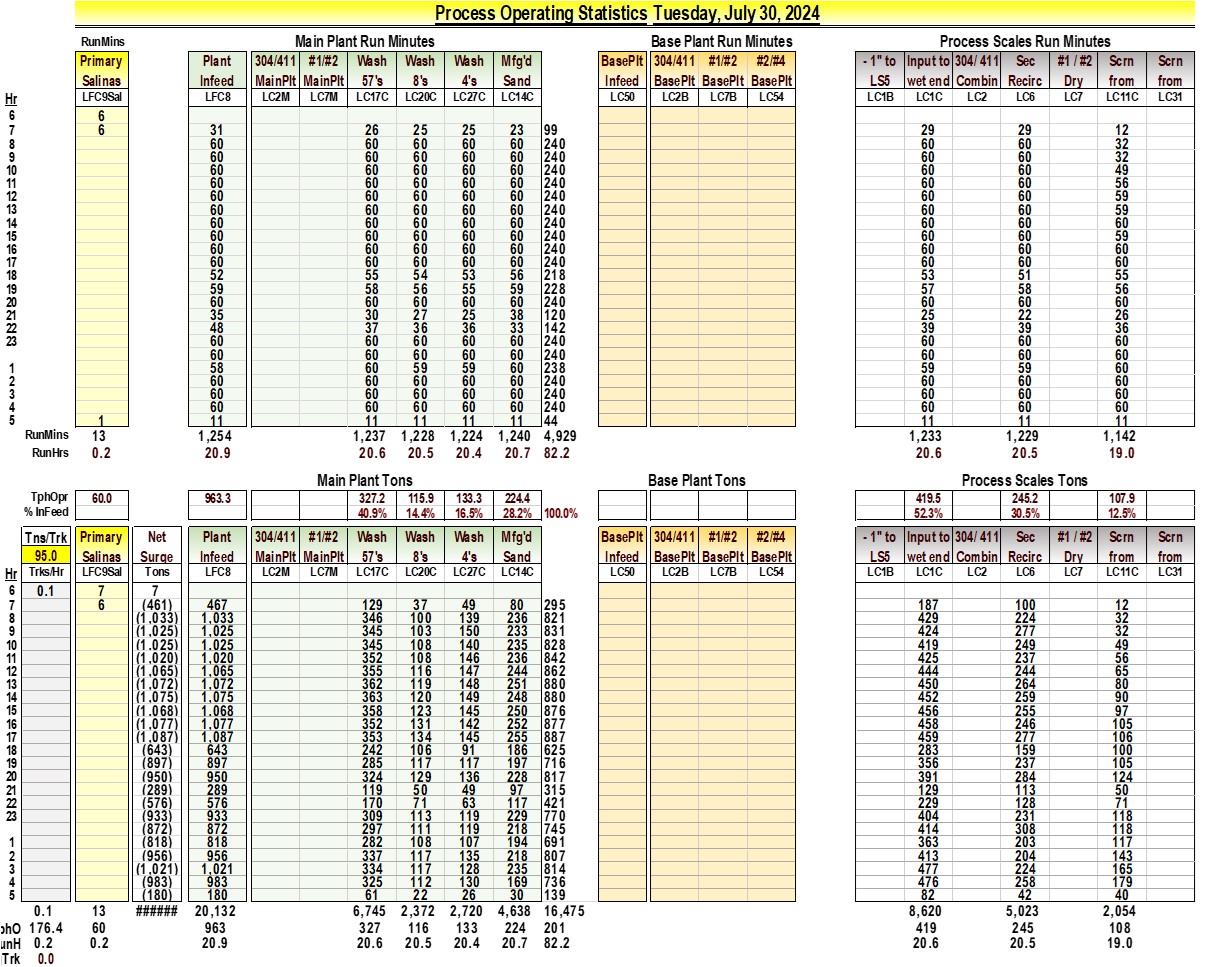 Process Operating Statistics Tuesday, July 30, 2024
RunMins Main Plant Run Minutes Base Plant Run Minutes Process Scales Run Minutes
Primary Plant 304/411 #1/#2 Wash Wash Wash Mfg'd BasePlt 304/411 #1/#2 #2/#4 - 1" to Input to 304/ 411 Sec #1 / #2 Scrn Scrn
Salinas Infeed MainPlt MainPlt 57's 8's 4's Sand Infeed BasePlt BasePlt BasePlt LS5 wet end Combin Recirc Dry from from
Hr LFC9Sal LFC8 LC2M LC7M LC17C LC20C LC27C LC14C LC50 LC2B LC7B LC54 LC1B LC1C LC2 LC6 LC7 LC11C LC31
6 6
7 6 31 26 25 25 23 99 29 29 12
8 60 60 60 60 60 240 60 60 32
9 60 60 60 60 60 240 60 60 32
10 60 60 60 60 60 240 60 60 49
11 60 60 60 60 60 240 60 60 56
12 60 60 60 60 60 240 60 60 59
13 60 60 60 60 60 240 60 60 59
14 60 60 60 60 60 240 60 60 60
15 60 60 60 60 60 240 60 60 59
16 60 60 60 60 60 240 60 60 60
17 60 60 60 60 60 240 60 60 60
18 52 55 54 53 56 218 53 51 55
19 59 58 56 55 59 228 57 58 56
20 60 60 60 60 60 240 60 60 60
21 35 30 27 25 38 120 25 22 26
22 48 37 36 36 33 142 39 39 36
23 60 60 60 60 60 240 60 60 60
60 60 60 60 60 240 60 60 60
1 58 60 59 59 60 238 59 59 60
2 60 60 60 60 60 240 60 60 60
3 60 60 60 60 60 240 60 60 60
4 60 60 60 60 60 240 60 60 60
5 1 11 11 11 11 11 44 11 11 11
RunMins 13 1,254 1,237 1,228 1,224 1,240 4,929 1,233 1,229 1,142
RunHrs 0.2 20.9 20.6 20.5 20.4 20.7 82.2 20.6 20.5 19.0
Main Plant Tons Base Plant Tons Process Scales Tons
TphOpr 60.0 963.3 327.2 115.9 133.3 224.4 419.5 245.2 107.9
% InFeed 40.9% 14.4% 16.5% 28.2% 100.0% 52.3% 30.5% 12.5%
Tns/Trk Primary Net Plant 304/411 #1/#2 Wash Wash Wash Mfg'd BasePlt 304/411 #1/#2 #2/#4 - 1" to Input to 304/ 411 Sec #1 / #2 Scrn Scrn
95.0 Salinas Surge Infeed MainPlt MainPlt 57's 8's 4's Sand Infeed BasePlt BasePlt BasePlt LS5 wet end Combin Recirc Dry from from
Hr Trks/Hr LFC9Sal Tons LFC8 LC2M LC7M LC17C LC20C LC27C LC14C LC50 LC2B LC7B LC54 LC1B LC1C LC2 LC6 LC7 LC11C LC31
6 0.1 7 7
7 6 (461) 467 129 37 49 80 295 187 100 12
8 (1,033) 1,033 346 100 139 236 821 429 224 32
9 (1,025) 1,025 345 103 150 233 831 424 277 32
10 (1,025) 1,025 345 108 140 235 828 419 249 49
11 (1,020) 1,020 352 108 146 236 842 425 237 56
12 (1,065) 1,065 355 116 147 244 862 444 244 65
13 (1,072) 1,072 362 119 148 251 880 450 264 80
14 (1,075) 1,075 363 120 149 248 880 452 259 90
15 (1,068) 1,068 358 123 145 250 876 456 255 97
16 (1,077) 1,077 352 131 142 252 877 458 246 105
17 (1,087) 1,087 353 134 145 255 887 459 277 106
18 (643) 643 242 106 91 186 625 283 159 100
19 (897) 897 285 117 117 197 716 356 237 105
20 (950) 950 324 129 136 228 817 391 284 124
21 (289) 289 119 50 49 97 315 129 113 50
22 (576) 576 170 71 63 117 421 229 128 71
23 (933) 933 309 113 119 229 770 404 231 118
(872) 872 297 111 119 218 745 414 308 118
1 (818) 818 282 108 107 194 691 363 203 117
2 (956) 956 337 117 135 218 807 413 204 143
3 (1,021) 1,021 334 117 128 235 814 477 224 165
4 (983) 983 325 112 130 169 736 476 258 179
5 (180) 180 61 22 26 30 139 82 42 40
0.1 13 ###### 20,132 6,745 2,372 2,720 4,638 16,475 8,620 5,023 2,054
phO 176.4 60 963 327 116 133 224 201 419 245 108
unH 0.2 0.2 20.9 20.6 20.5 20.4 20.7 82.2 20.6 20.5 19.0
Trk 0.0